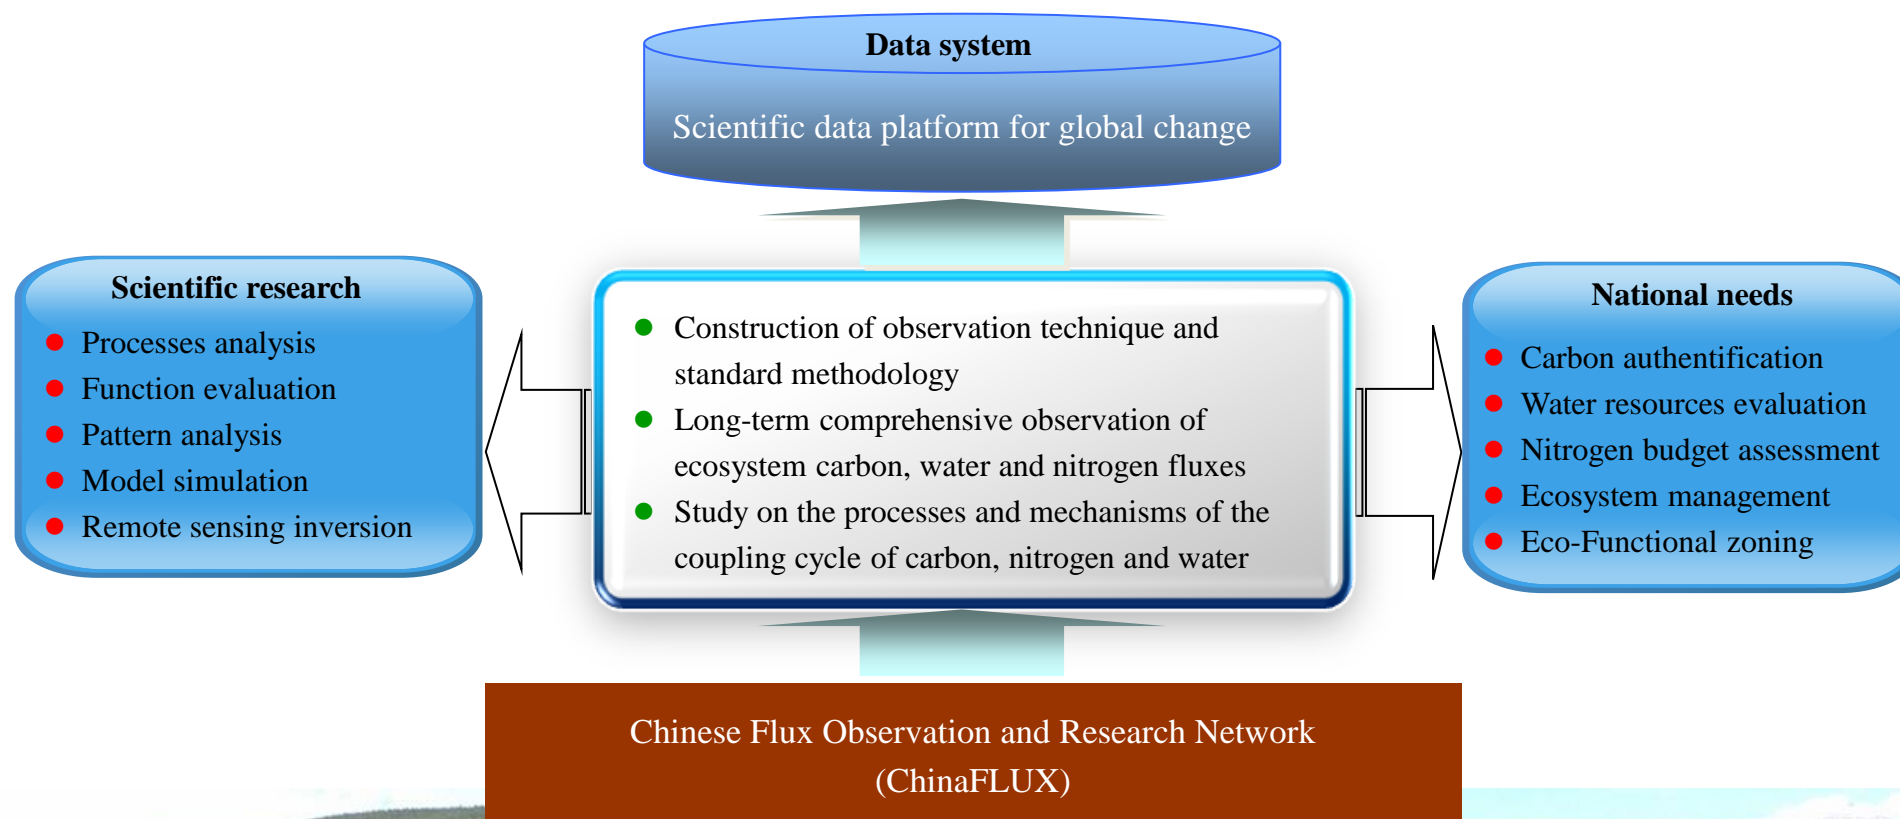 Data system
Scientific data platform for global change
Scientific research
Processes analysis
Function evaluation
Pattern analysis
Model simulation
Remote sensing inversion
Construction of observation technique and
standard methodology
Long-term comprehensive observation of
ecosystem carbon, water and nitrogen fluxes
Study on the processes and mechanisms of the
coupling cycle of carbon, nitrogen and water
National needs
Carbon authentification
Water resources evaluation
Nitrogen budget assessment
Ecosystem management
Eco-Functional zoning
Chinese Flux Observation and Research Network
(ChinaFLUX)